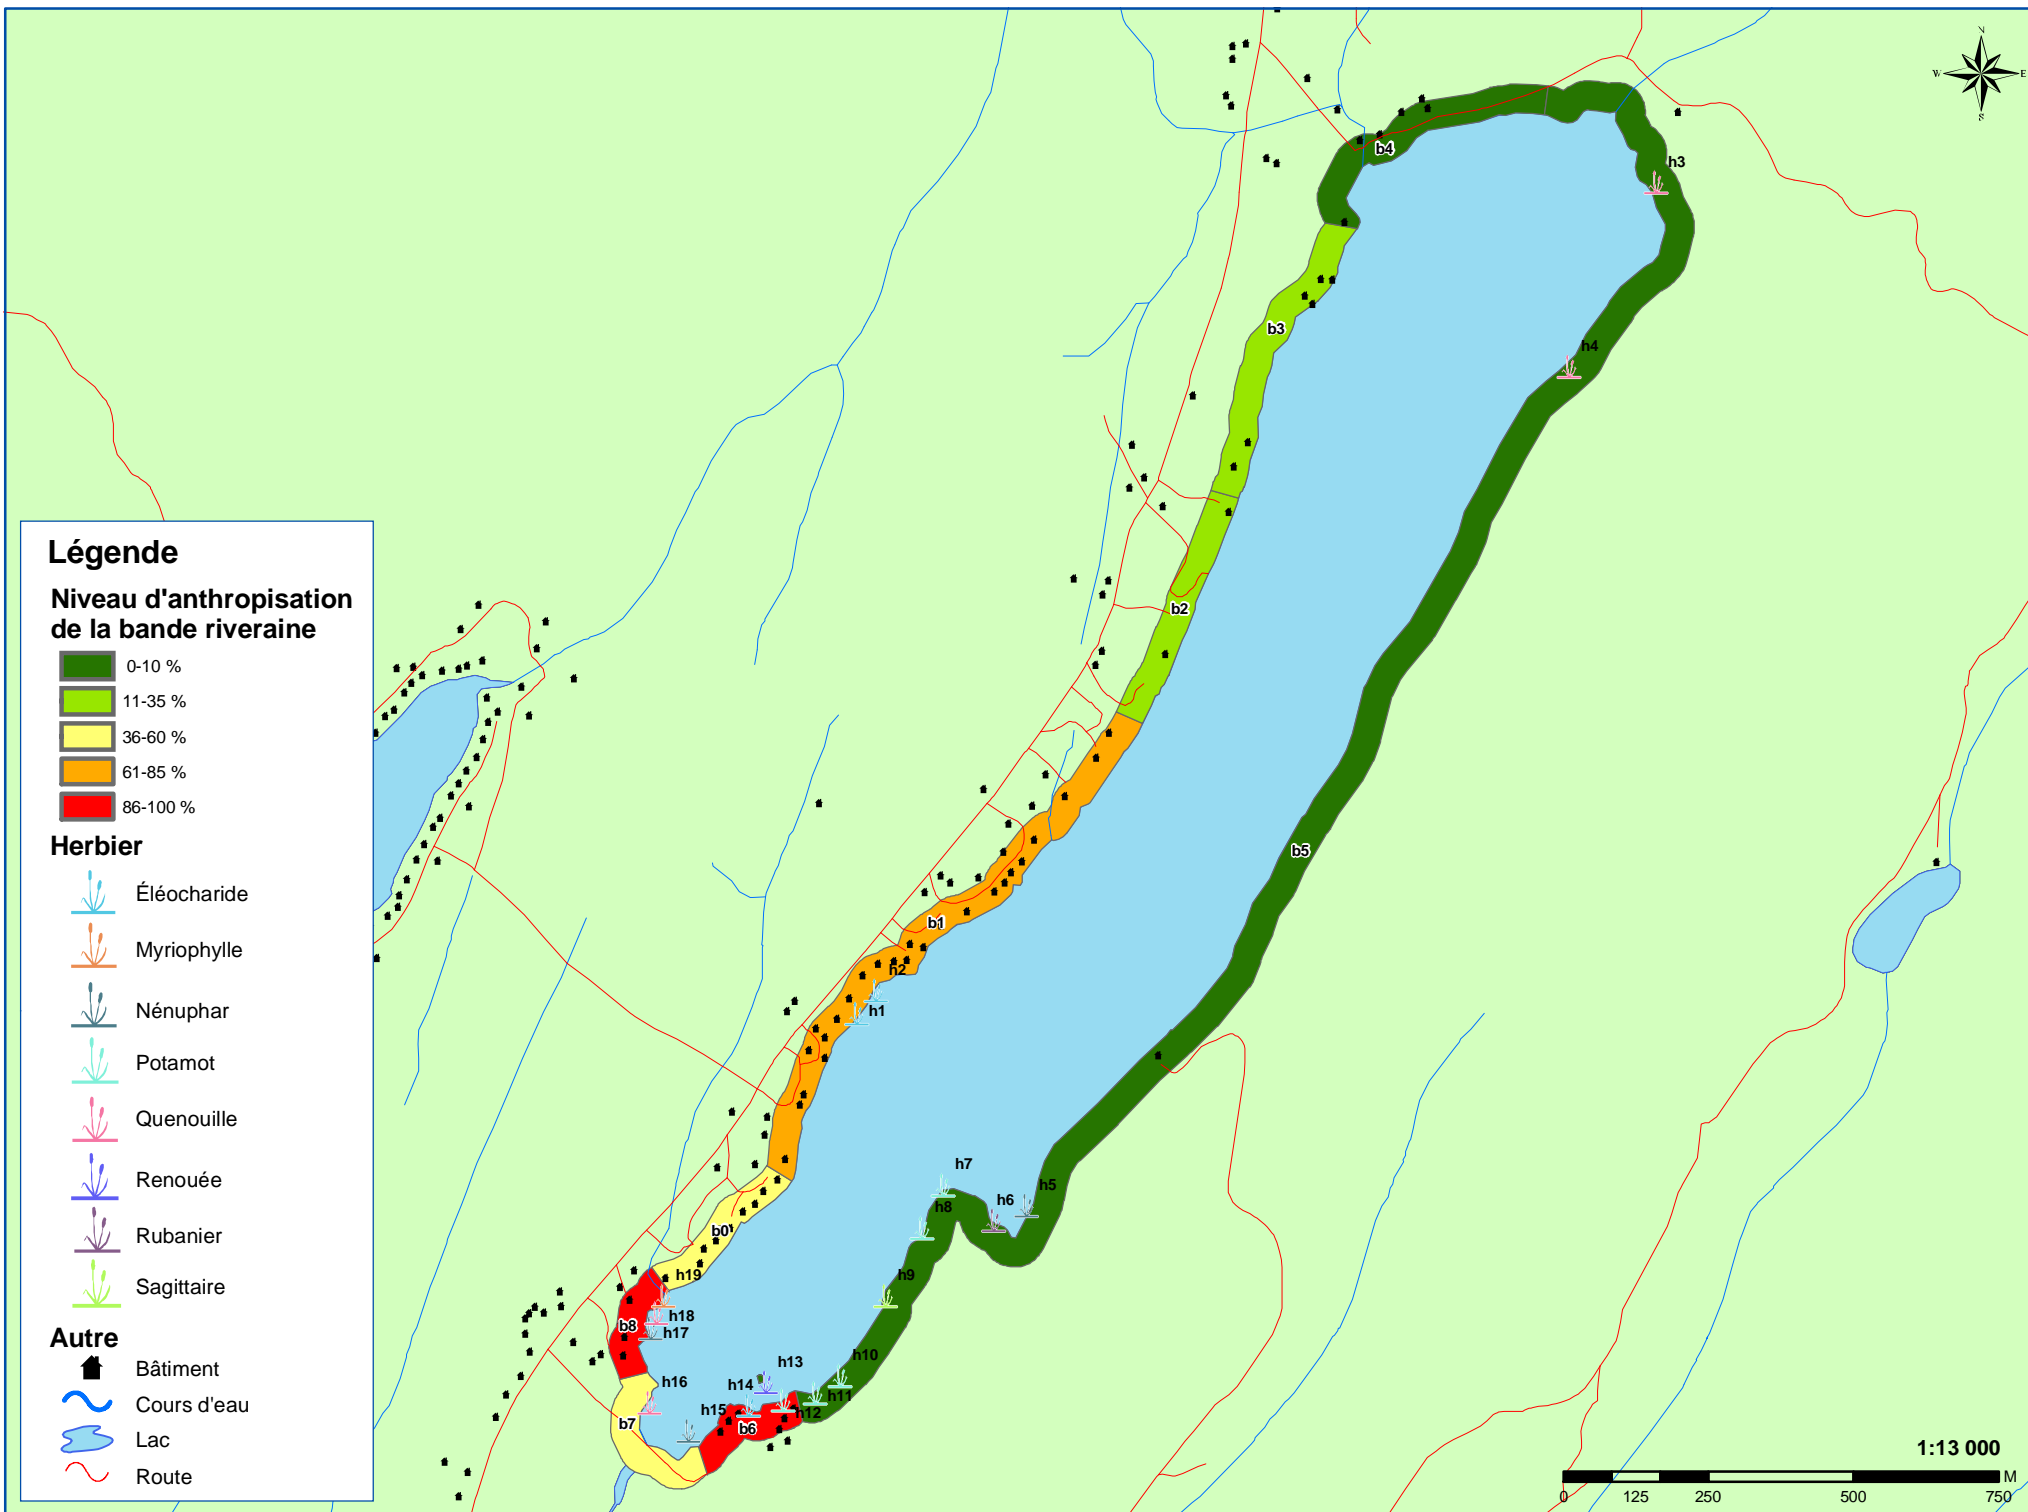 N
W E
S
b4
h3
b3
h4
b2
Légende
Niveau d'anthropisation
de la bande riveraine
0-10 %
11-35 %
36-60 %
61-85 %
86-100 %
Herbier
Éléocharide
Myriophylle
Nénuphar
Potamot
Quenouille
Renouée
Rubanier
Sagittaire
Autre
Bâtiment
Cours d'eau
Lac
Route
b5
b1
h2
h1
h7
h5
h6
h8
b0
h19
h9
h18
b8
h17
h10
h13
h16
h14
h11
h15
h12
b7
b6
1:13 000
M
0 125 250 500 750